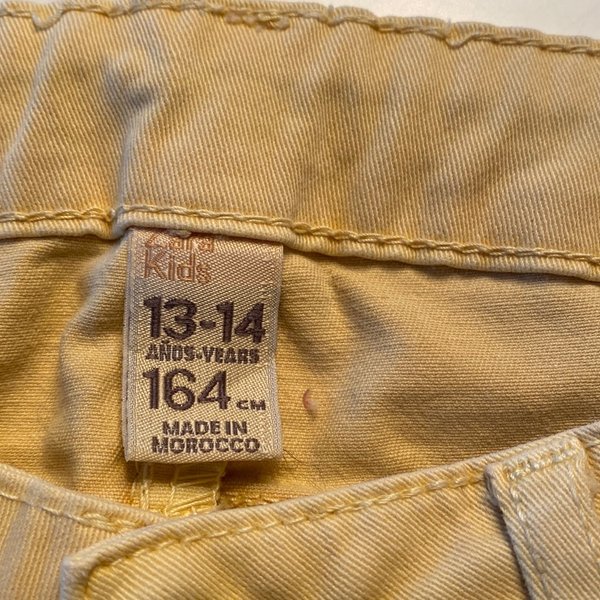 Zara
Kids
13-14
AÑOS-YEARS
164 CM
MADE IN
MOROCCO